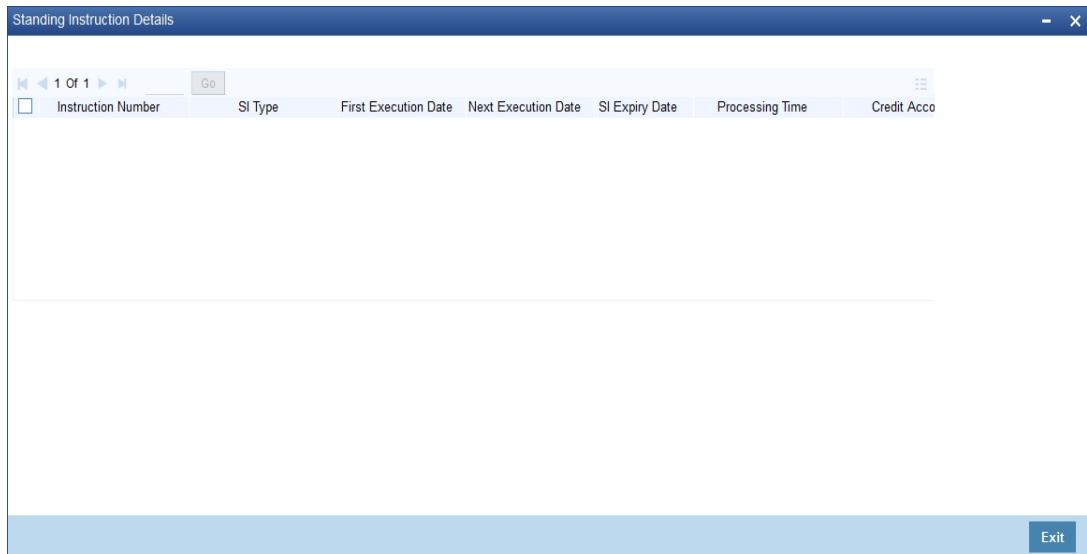 Standing Instruction Details
1 Of 1 Go
Instruction Number SI Type First Execution Date Next Execution Date SI Expiry Date Processing Time Credit Acco
Exit